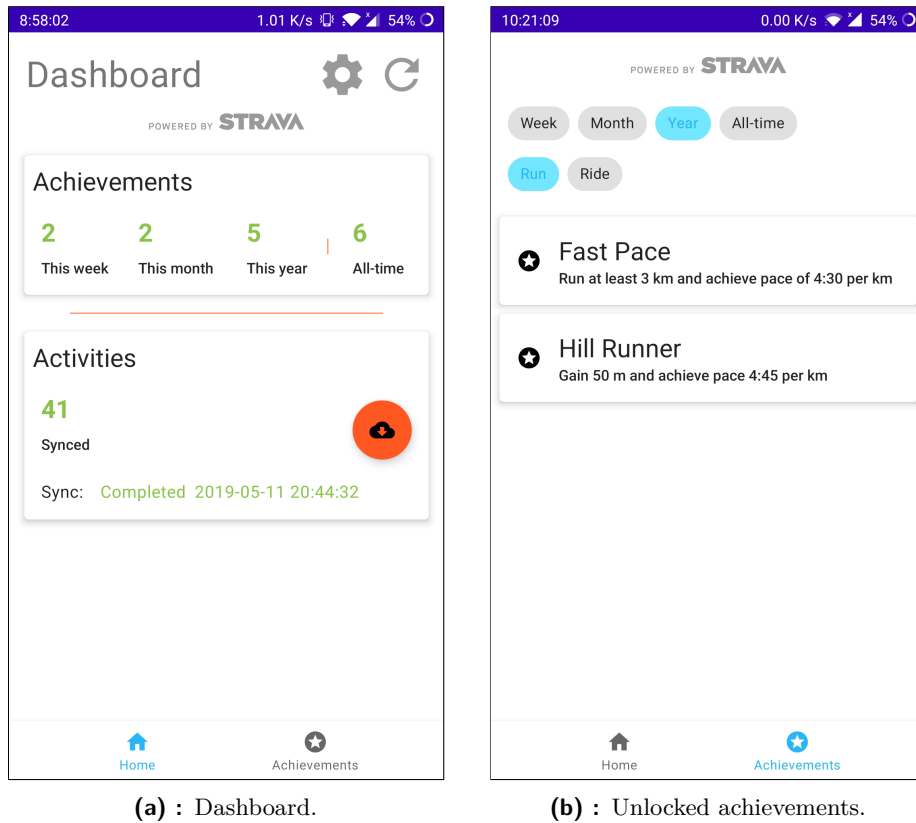 8:58:02 1.01 K/s 54%
Dashboard
POWERED BY STRAVA
Achievements
2 2 5 6
This week This month This year All-time
Activities
41
Synced
Sync: Completed 2019-05-11 20:44:32
Home Achievements
(a) : Dashboard.
10:21:09 0.00 K/s 54%
POWERED BY STRAVA
Week Month Year All-time
Run Ride
Fast Pace
Run at least 3 km and achieve pace of 4:30 per km
Hill Runner
Gain 50 m and achieve pace 4:45 per km
Home Achievements
(b) : Unlocked achievements.